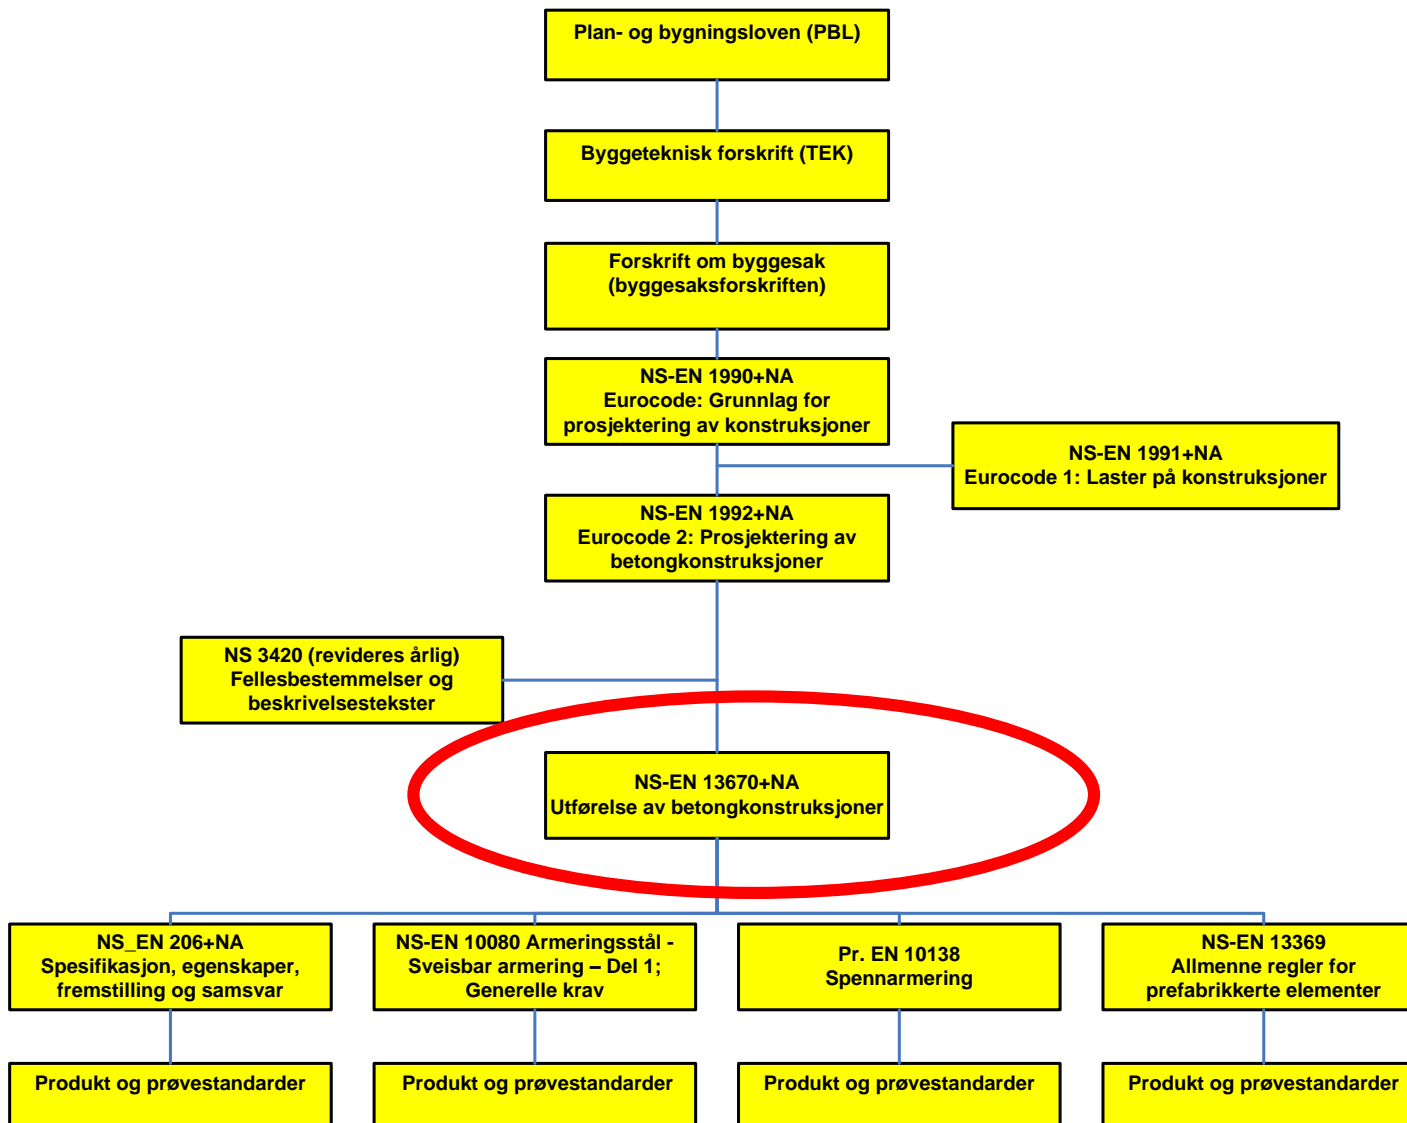 Plan- og bygningsloven (PBL)
Byggeteknisk forskrift (TEK)
Forskrift om byggesak
(byggesaksforskriften)
NS-EN 1990+NA
Eurocode: Grunnlag for
prosjektering av konstruksjoner
NS-EN 1991+NA
Eurocode 1: Laster på konstruksjoner
NS-EN 1992+NA
Eurocode 2: Prosjektering av
betongkonstruksjoner
NS 3420 (revideres årlig)
Fellesbestemmelser og
beskrivelsestekster
NS-EN 13670+NA
Utførelse av betongkonstruksjoner
NS_EN 206+NA
Spesifikasjon, egenskaper,
fremstilling og samsvar
NS-EN 10080 Armeringsstål -
Sveisbar armering – Del 1;
Generelle krav
Pr. EN 10138
Spennarmering
NS-EN 13369
Allmenne regler for
prefabrikkerte elementer
Produkt og prøvestandarder
Produkt og prøvestandarder
Produkt og prøvestandarder
Produkt og prøvestandarder